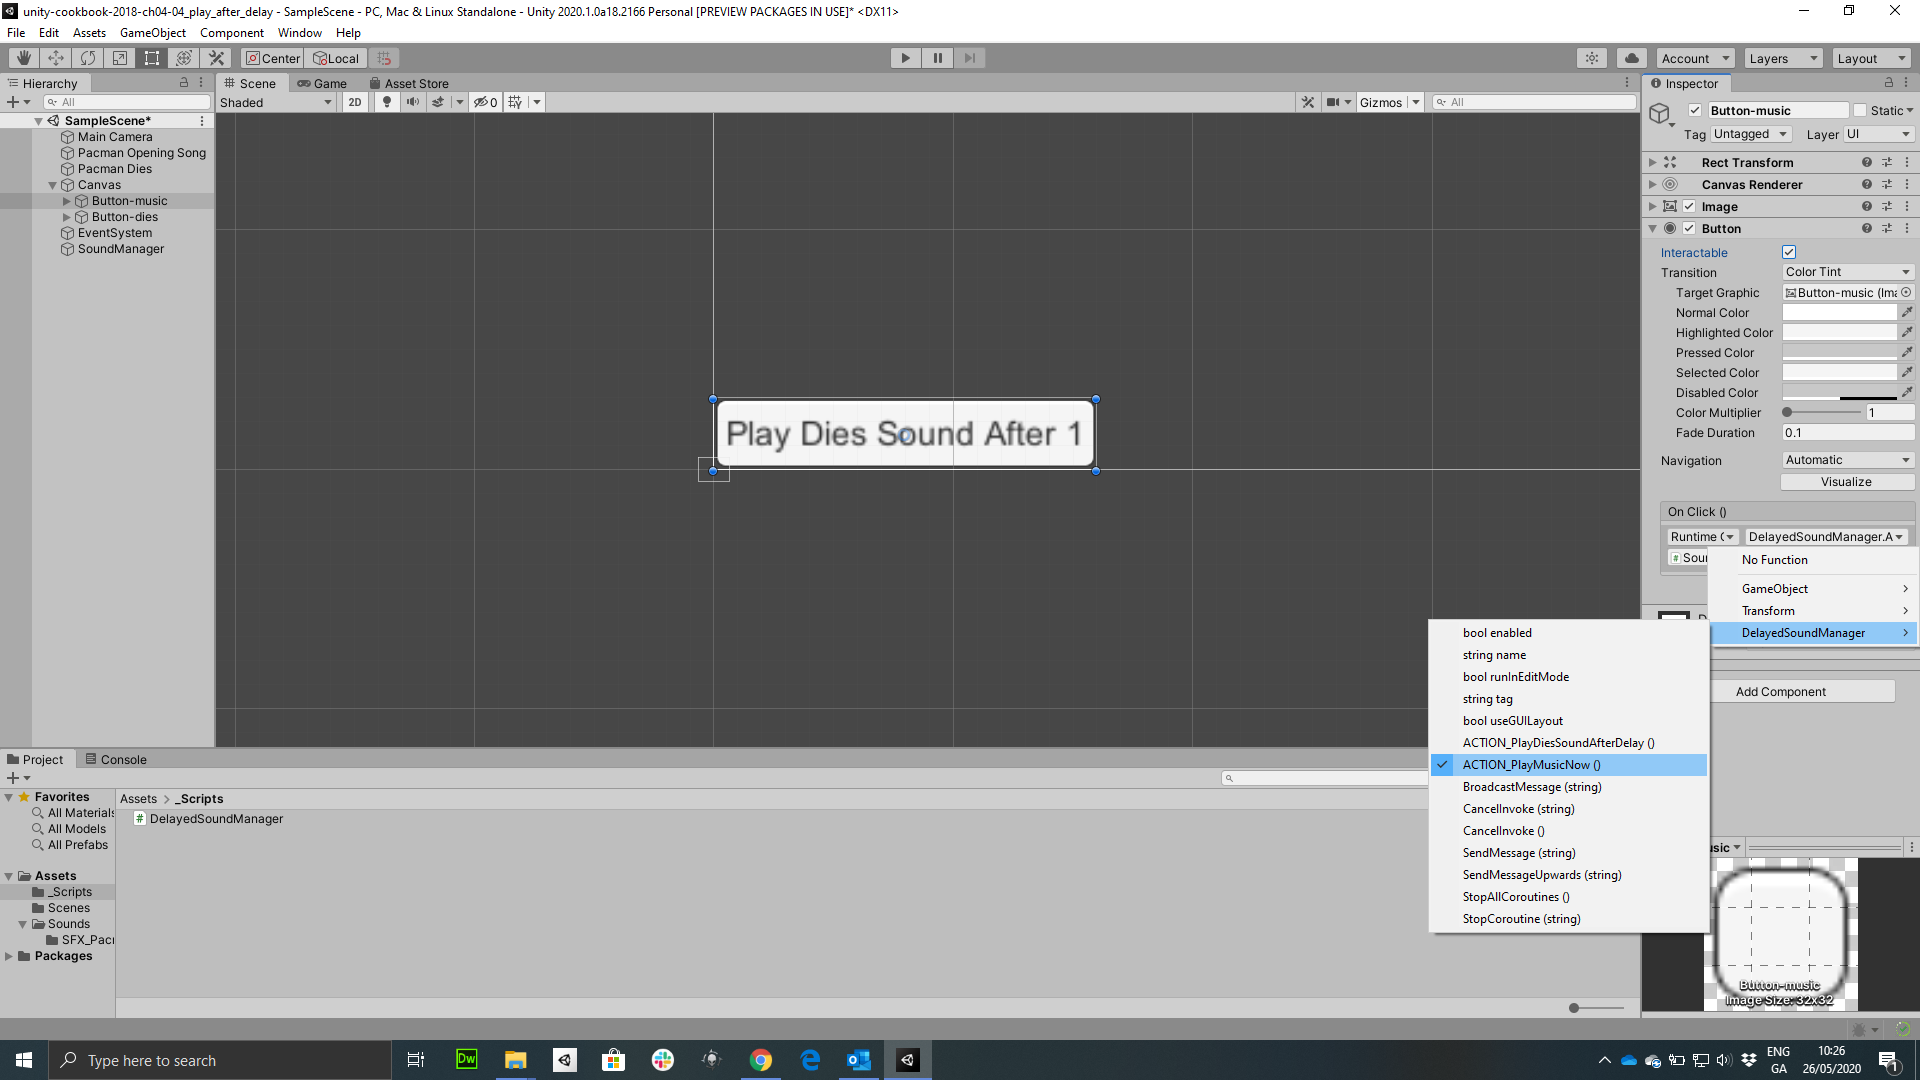 unity-cookbook-2018-ch04-04_play_after_delay - SampleScene - PC, Mac & Linux Standalone - Unity 2020.1.0a18.2166 Personal [PREVIEW PACKAGES IN USE]* <DX11>
File Edit Assets GameObject Component Window Help
Center Local Account Layers Layout
Hierarchy
All
SampleScene*
Main Camera
Pacman Opening Song
Pacman Dies
Canvas
Button-music
Button-dies
EventSystem
SoundManager
Scene Game Asset Store
Shaded 2D 0 Gizmos All
Play Dies Sound After 1
Inspector
Button-music Static
Tag Untagged Layer UI
Rect Transform
Canvas Renderer
Image
Button
Interactable
Transition Color Tint
Target Graphic Button-music (Ima
Normal Color
Highlighted Color
Pressed Color
Selected Color
Disabled Color
Color Multiplier 1
Fade Duration 0.1
Navigation Automatic
Visualize
On Click ()
Runtime ( DelayedSoundManager.A
Soun
No Function
GameObject
Transform
DelayedSoundManager
bool enabled
string name
bool runInEditMode
string tag
bool useGUILayout
ACTION_PlayDiesSoundAfterDelay ()
ACTION_PlayMusicNow ()
BroadcastMessage (string)
CancelInvoke (string)
CancelInvoke ()
SendMessage (string)
SendMessageUpwards (string)
StopAllCoroutines ()
StopCoroutine (string)
Add Component
usic
Button-music
Image Size: 32x32
Project Console
Favorites
All Materials
All Models
All Prefabs
Assets
_Scripts
Scenes
Sounds
SFX_Pacr
Packages
Assets > _Scripts
DelayedSoundManager
Type here to search
Dw
ENG
GA
10:26
26/05/2020
1